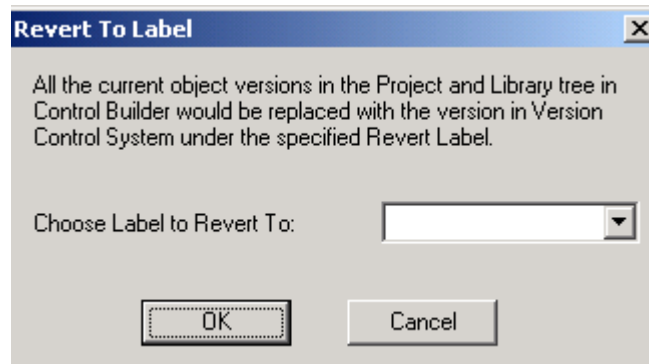 Revert To Label
All the current object versions in the Project and Library tree in
Control Builder would be replaced with the version in Version
Control System under the specified Revert Label.
Choose Label to Revert To:
OK Cancel